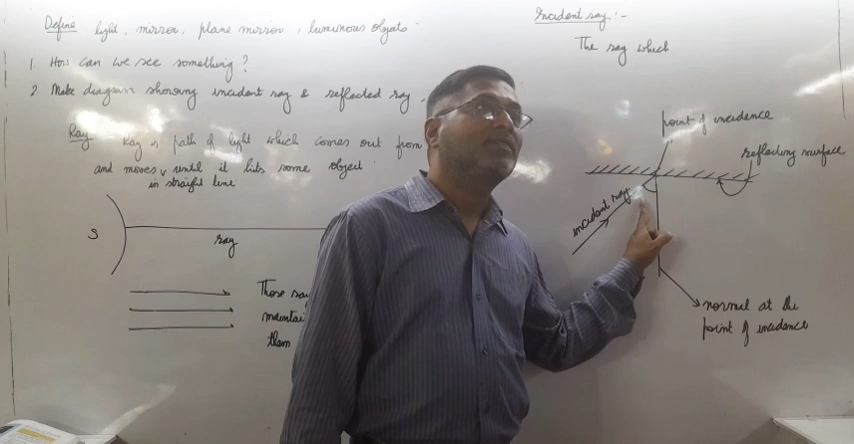 Define light, mirror, plane mirror, luminous objects
1 How can we see something?
2 Make diagram showing incident ray & reflected ray.
Ray Ray is path of light which comes out from
and moves until it hits some object
in straight line
S
ray
These ray
maintai
them
Incident ray :-
The ray which
point of incidence
reflecting surface
incident ray
normal at the
point of incidence